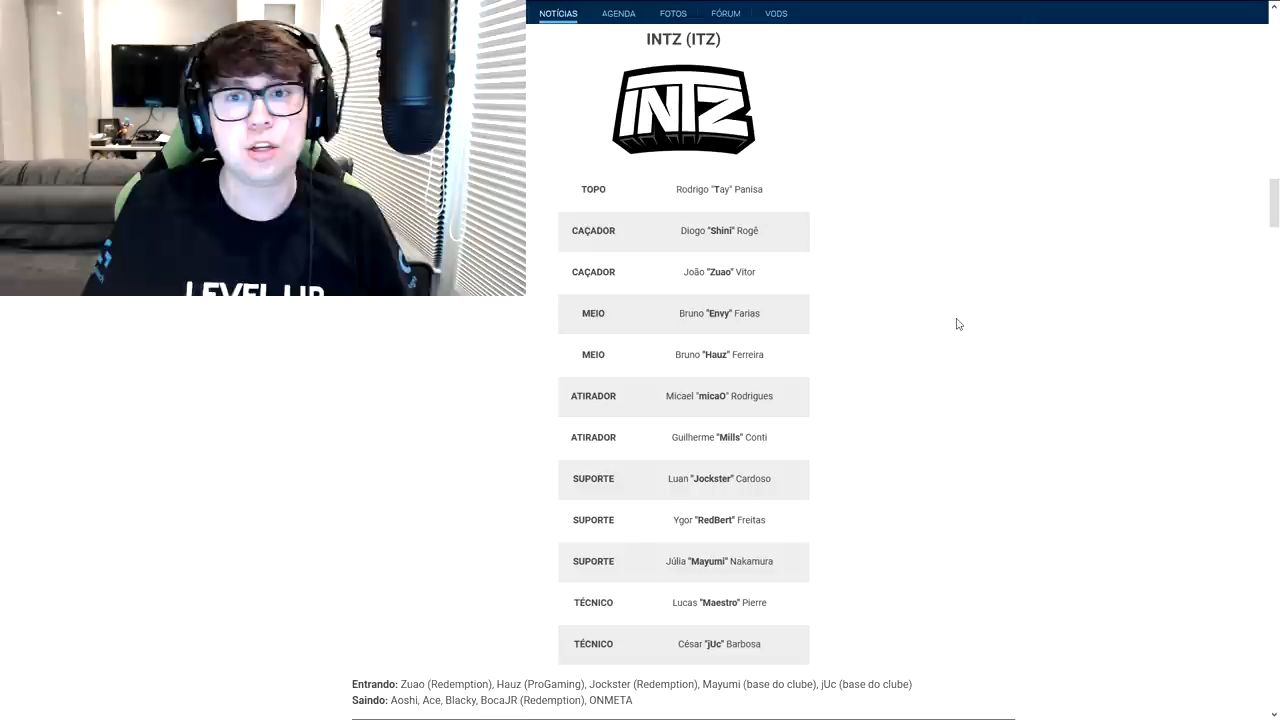 NOTÍCIAS AGENDA FOTOS FÓRUM VODS
INTZ (ITZ)
INTZ
TOPO Rodrigo "Tay" Panisa
CAÇADOR Diogo "Shini" Rogê
CAÇADOR João "Zuao" Vitor
MEIO Bruno "Envy" Farias
MEIO Bruno "Hauz" Ferreira
ATIRADOR Micael "micaO" Rodrigues
ATIRADOR Guilherme "Mills" Conti
SUPORTE Luan "Jockster" Cardoso
SUPORTE Ygor "RedBert" Freitas
SUPORTE Júlia "Mayumi" Nakamura
TÉCNICO Lucas "Maestro" Pierre
TÉCNICO César "jUc" Barbosa
Entrando: Zuao (Redemption), Hauz (ProGaming), Jockster (Redemption), Mayumi (base do clube), jUc (base do clube)
Saindo: Aoshi, Ace, Blacky, BocaJR (Redemption), ONMETA
LEVEL UP